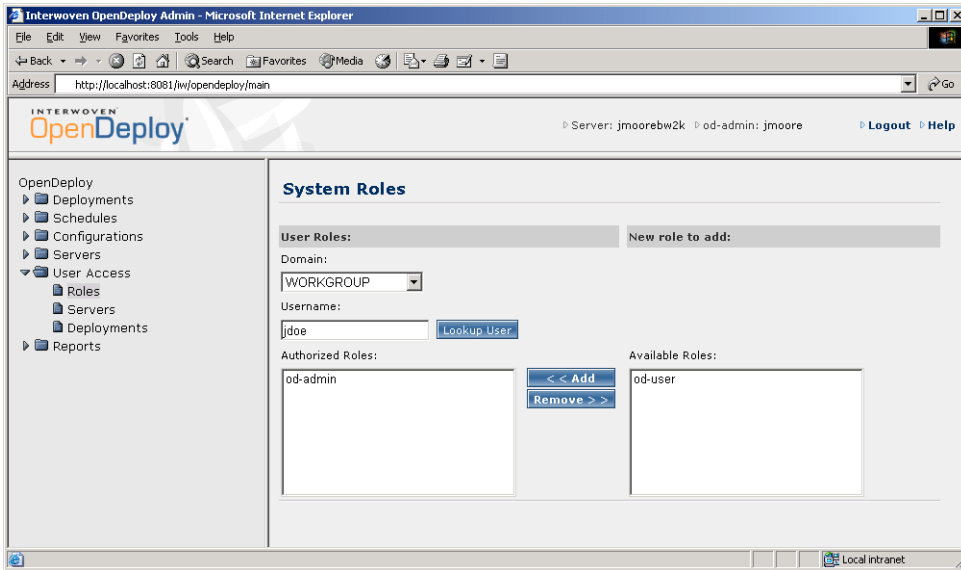 Interwoven OpenDeploy Admin - Microsoft Internet Explorer
File Edit View Favorites Tools Help
Back Search Favorites Media
Address http://localhost:8081/iw/opendeploy/main Go
INTERWOVEN
OpenDeploy
Server: jmoorebw2k od-admin: jmoore Logout Help
OpenDeploy
Deployments
Schedules
Configurations
Servers
User Access
Roles
Servers
Deployments
Reports
System Roles
User Roles: New role to add:
Domain:
WORKGROUP
Username:
jdoe Lookup User
Authorized Roles: Available Roles:
od-admin << Add od-user
Remove >>
Local intranet